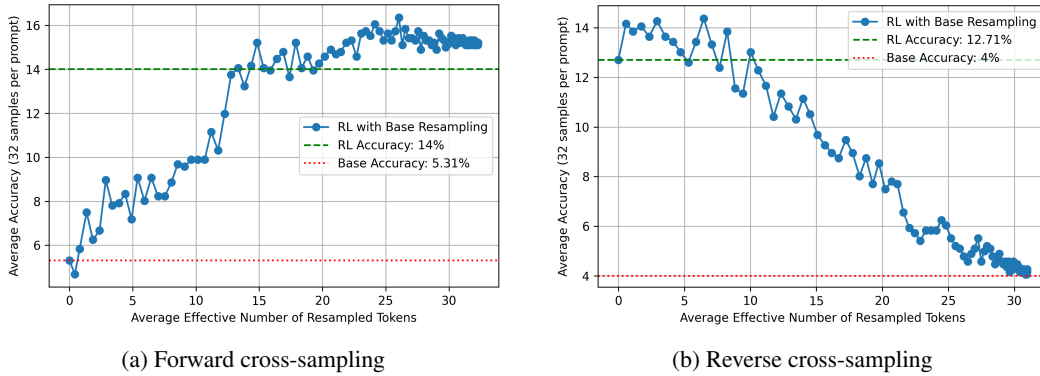 Average Accuracy (32 samples per prompt)
16
14
12
10
8
6
RL with Base Resampling
RL Accuracy: 14%
Base Accuracy: 5.31%
0
5
10
15
20
25
30
Average Effective Number of Resampled Tokens
(a) Forward cross-sampling
Average Accuracy (32 samples per prompt)
14
12
10
8
6
4
RL with Base Resampling
RL Accuracy: 12.71%
Base Accuracy: 4%
0
5
10
15
20
25
30
Average Effective Number of Resampled Tokens
(b) Reverse cross-sampling